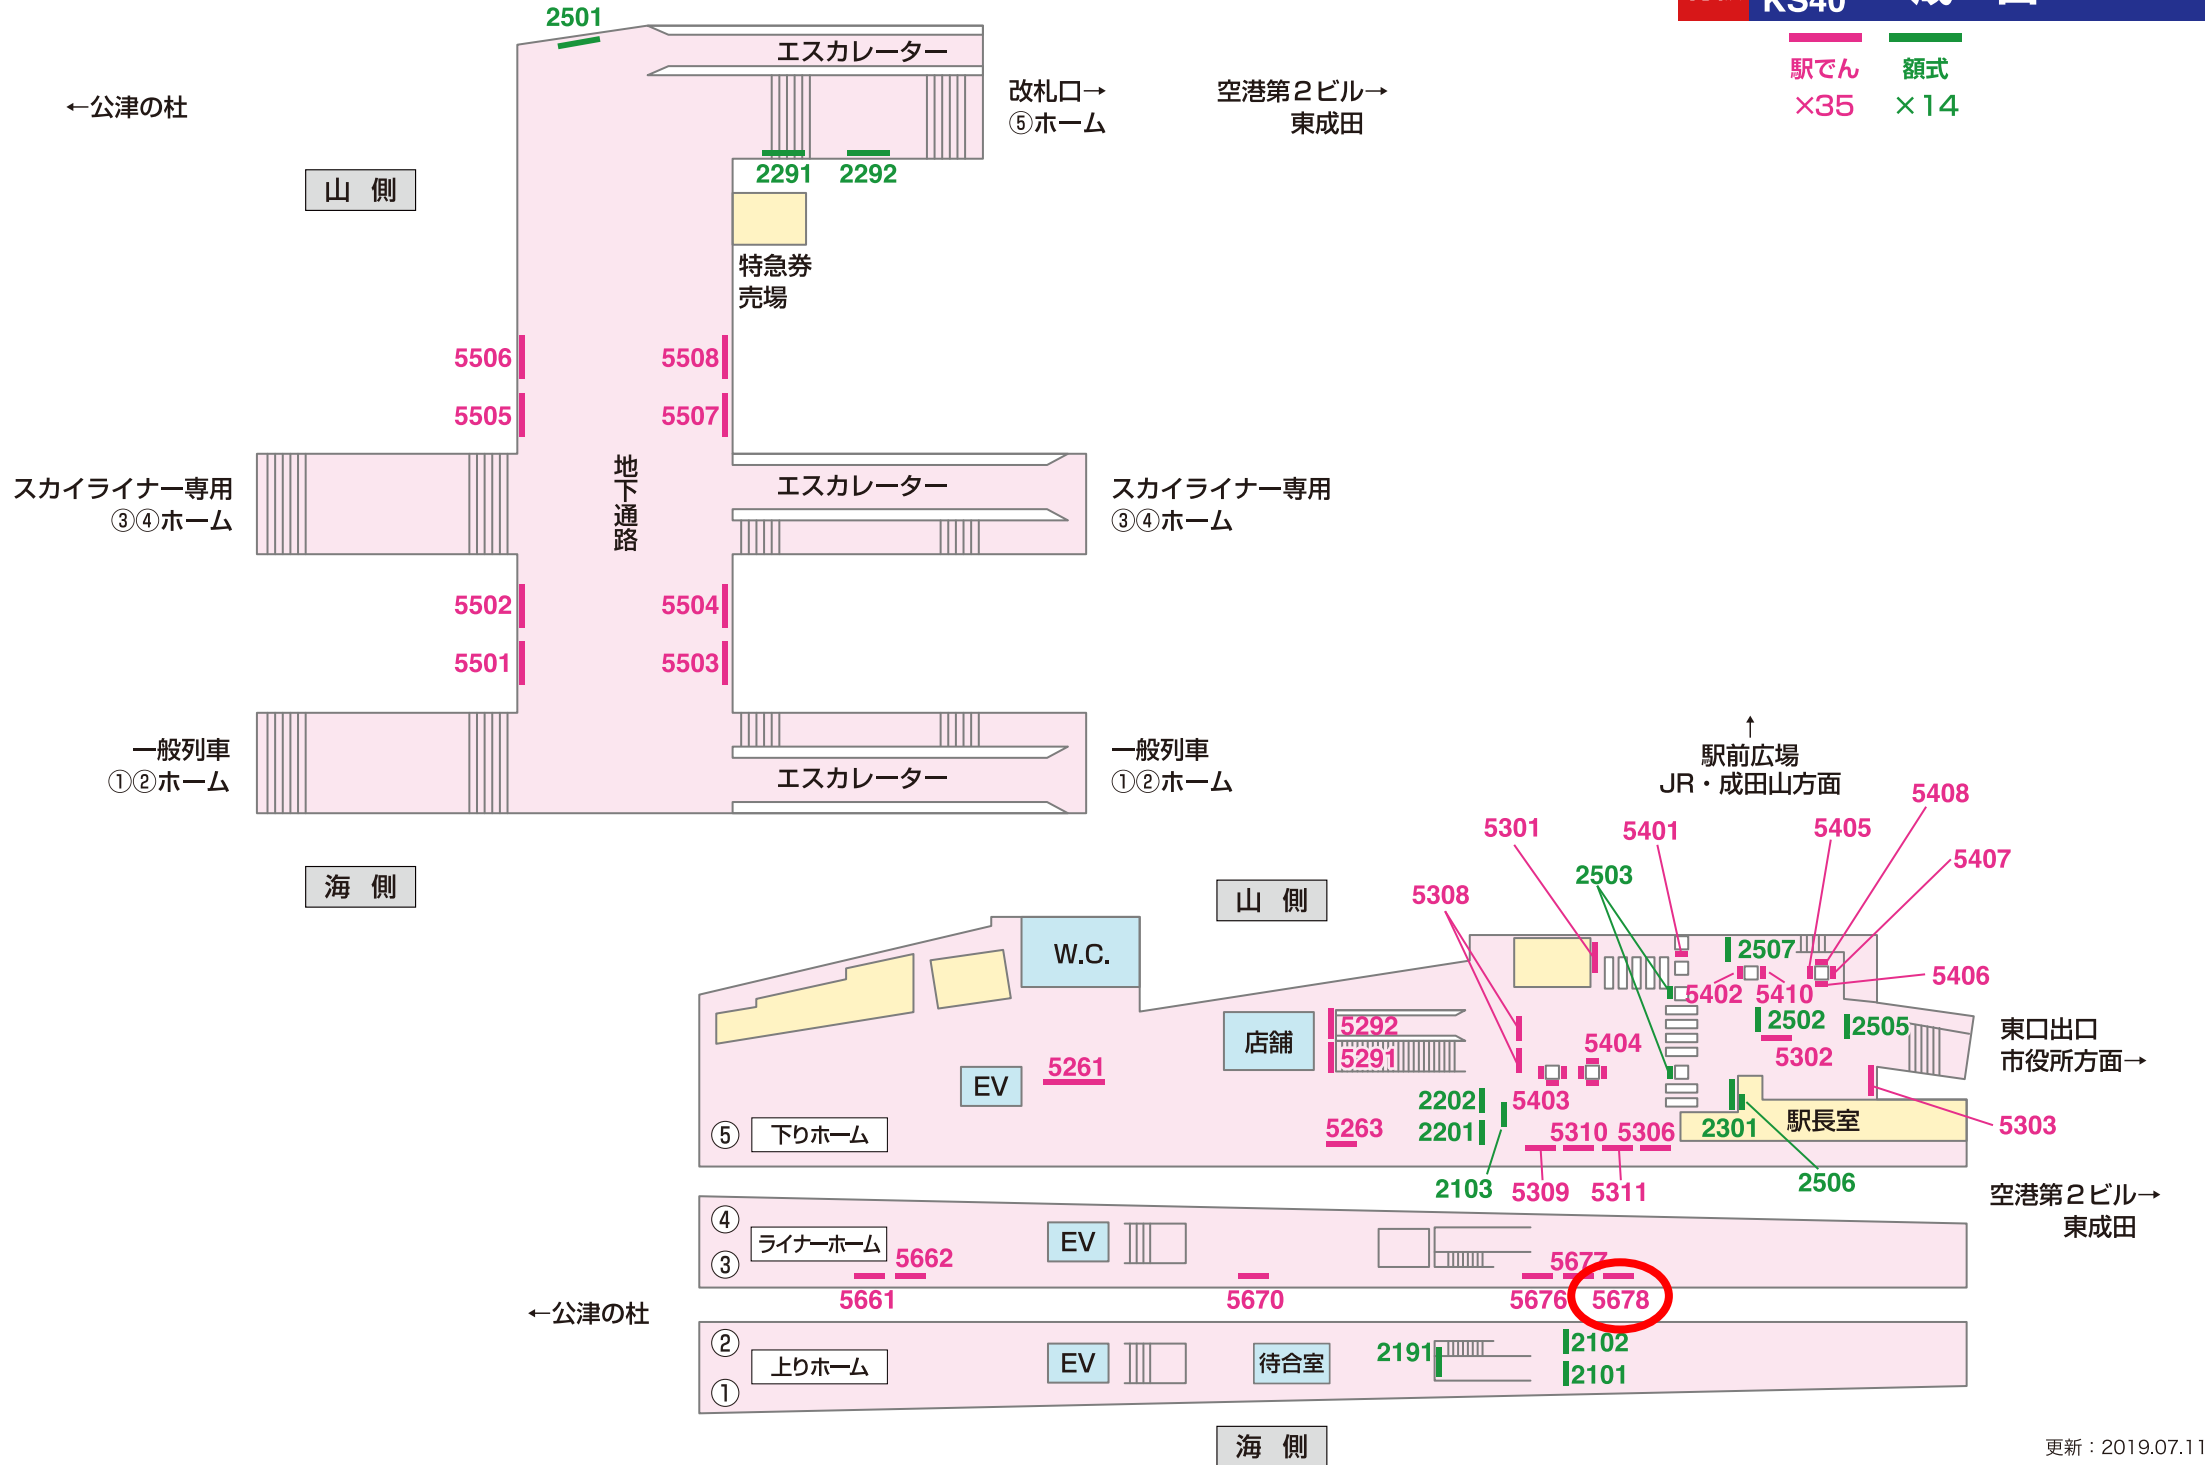 KS40
駅でん
×35
額式
×14
2501
エスカレーター
←公津の杜
改札口→
⑤ホーム
空港第2ビル→
東成田
山 側
2291
2292
特急券
売場
5506
5508
5505
5507
地下通路
スカイライナー専用
③④ホーム
エスカレーター
スカイライナー専用
③④ホーム
5502
5504
5501
5503
一般列車
①②ホーム
エスカレーター
一般列車
①②ホーム
海 側
↑
駅前広場
JR・成田山方面
山 側
5408
5301
5401
5405
5407
2503
5308
W.C.
2507
5406
5402
5410
2502
2505
店舗
5292
5291
5404
5302
東口出口
市役所方面→
EV
5261
2202
5403
2201
5263
5310
5306
2301
駅長室
5303
⑤
下りホーム
2103
5309
5311
2506
空港第2ビル→
東成田
④
③
ライナーホーム
EV
5662
5677
5661
5670
5676
5678
←公津の杜
②
①
上りホーム
EV
待合室
2191
2102
2101
海 側
更新：2019.07.11